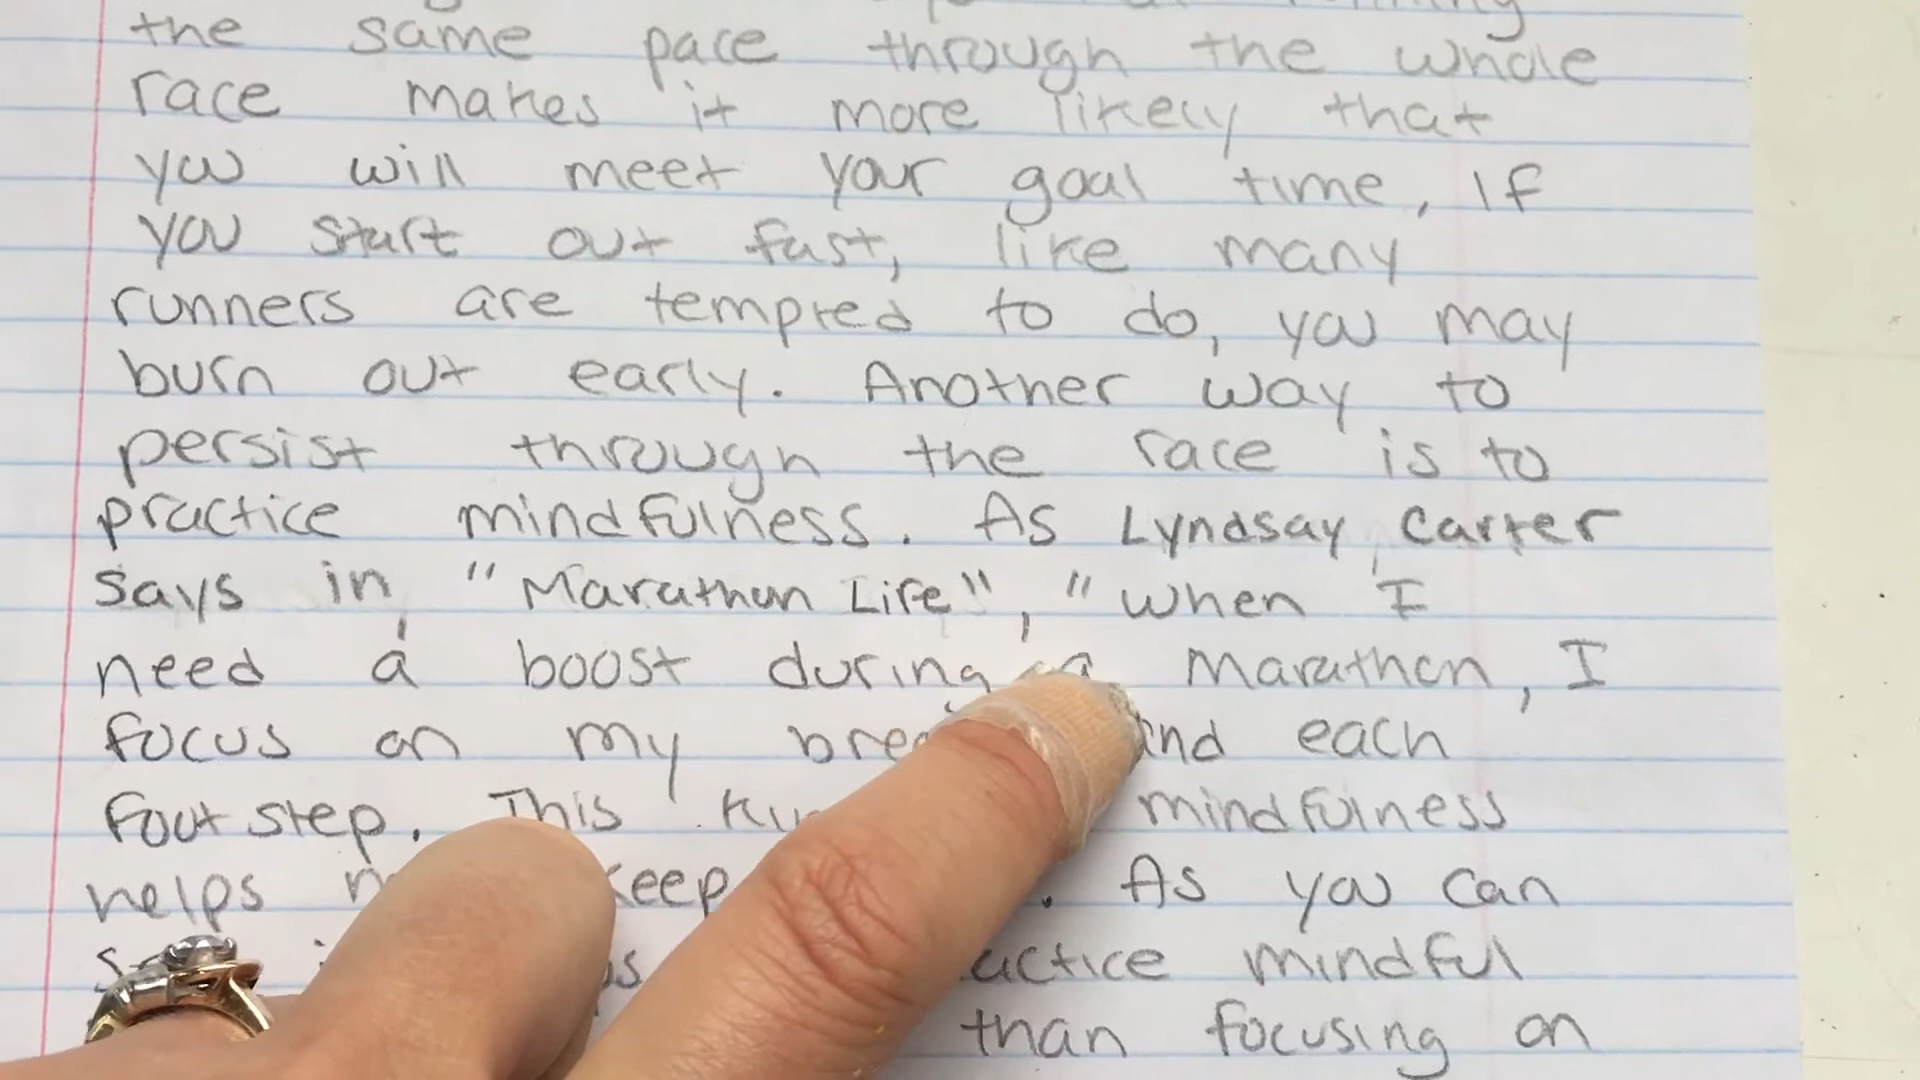 running
the same pace through the whole
race makes it more likely that
you will meet your goal time, If
you start out fast, like many
runners are tempted to do, you may
burn out early. Another way to
persist through the race is to
practice mindfulness. As Lyndsay Carter
says in, "Marathon Life", "When I
need a boost during a Marathon, I
focus on my and each
footstep. This mindfulness
helps keep . As you can
mindful
than focusing on